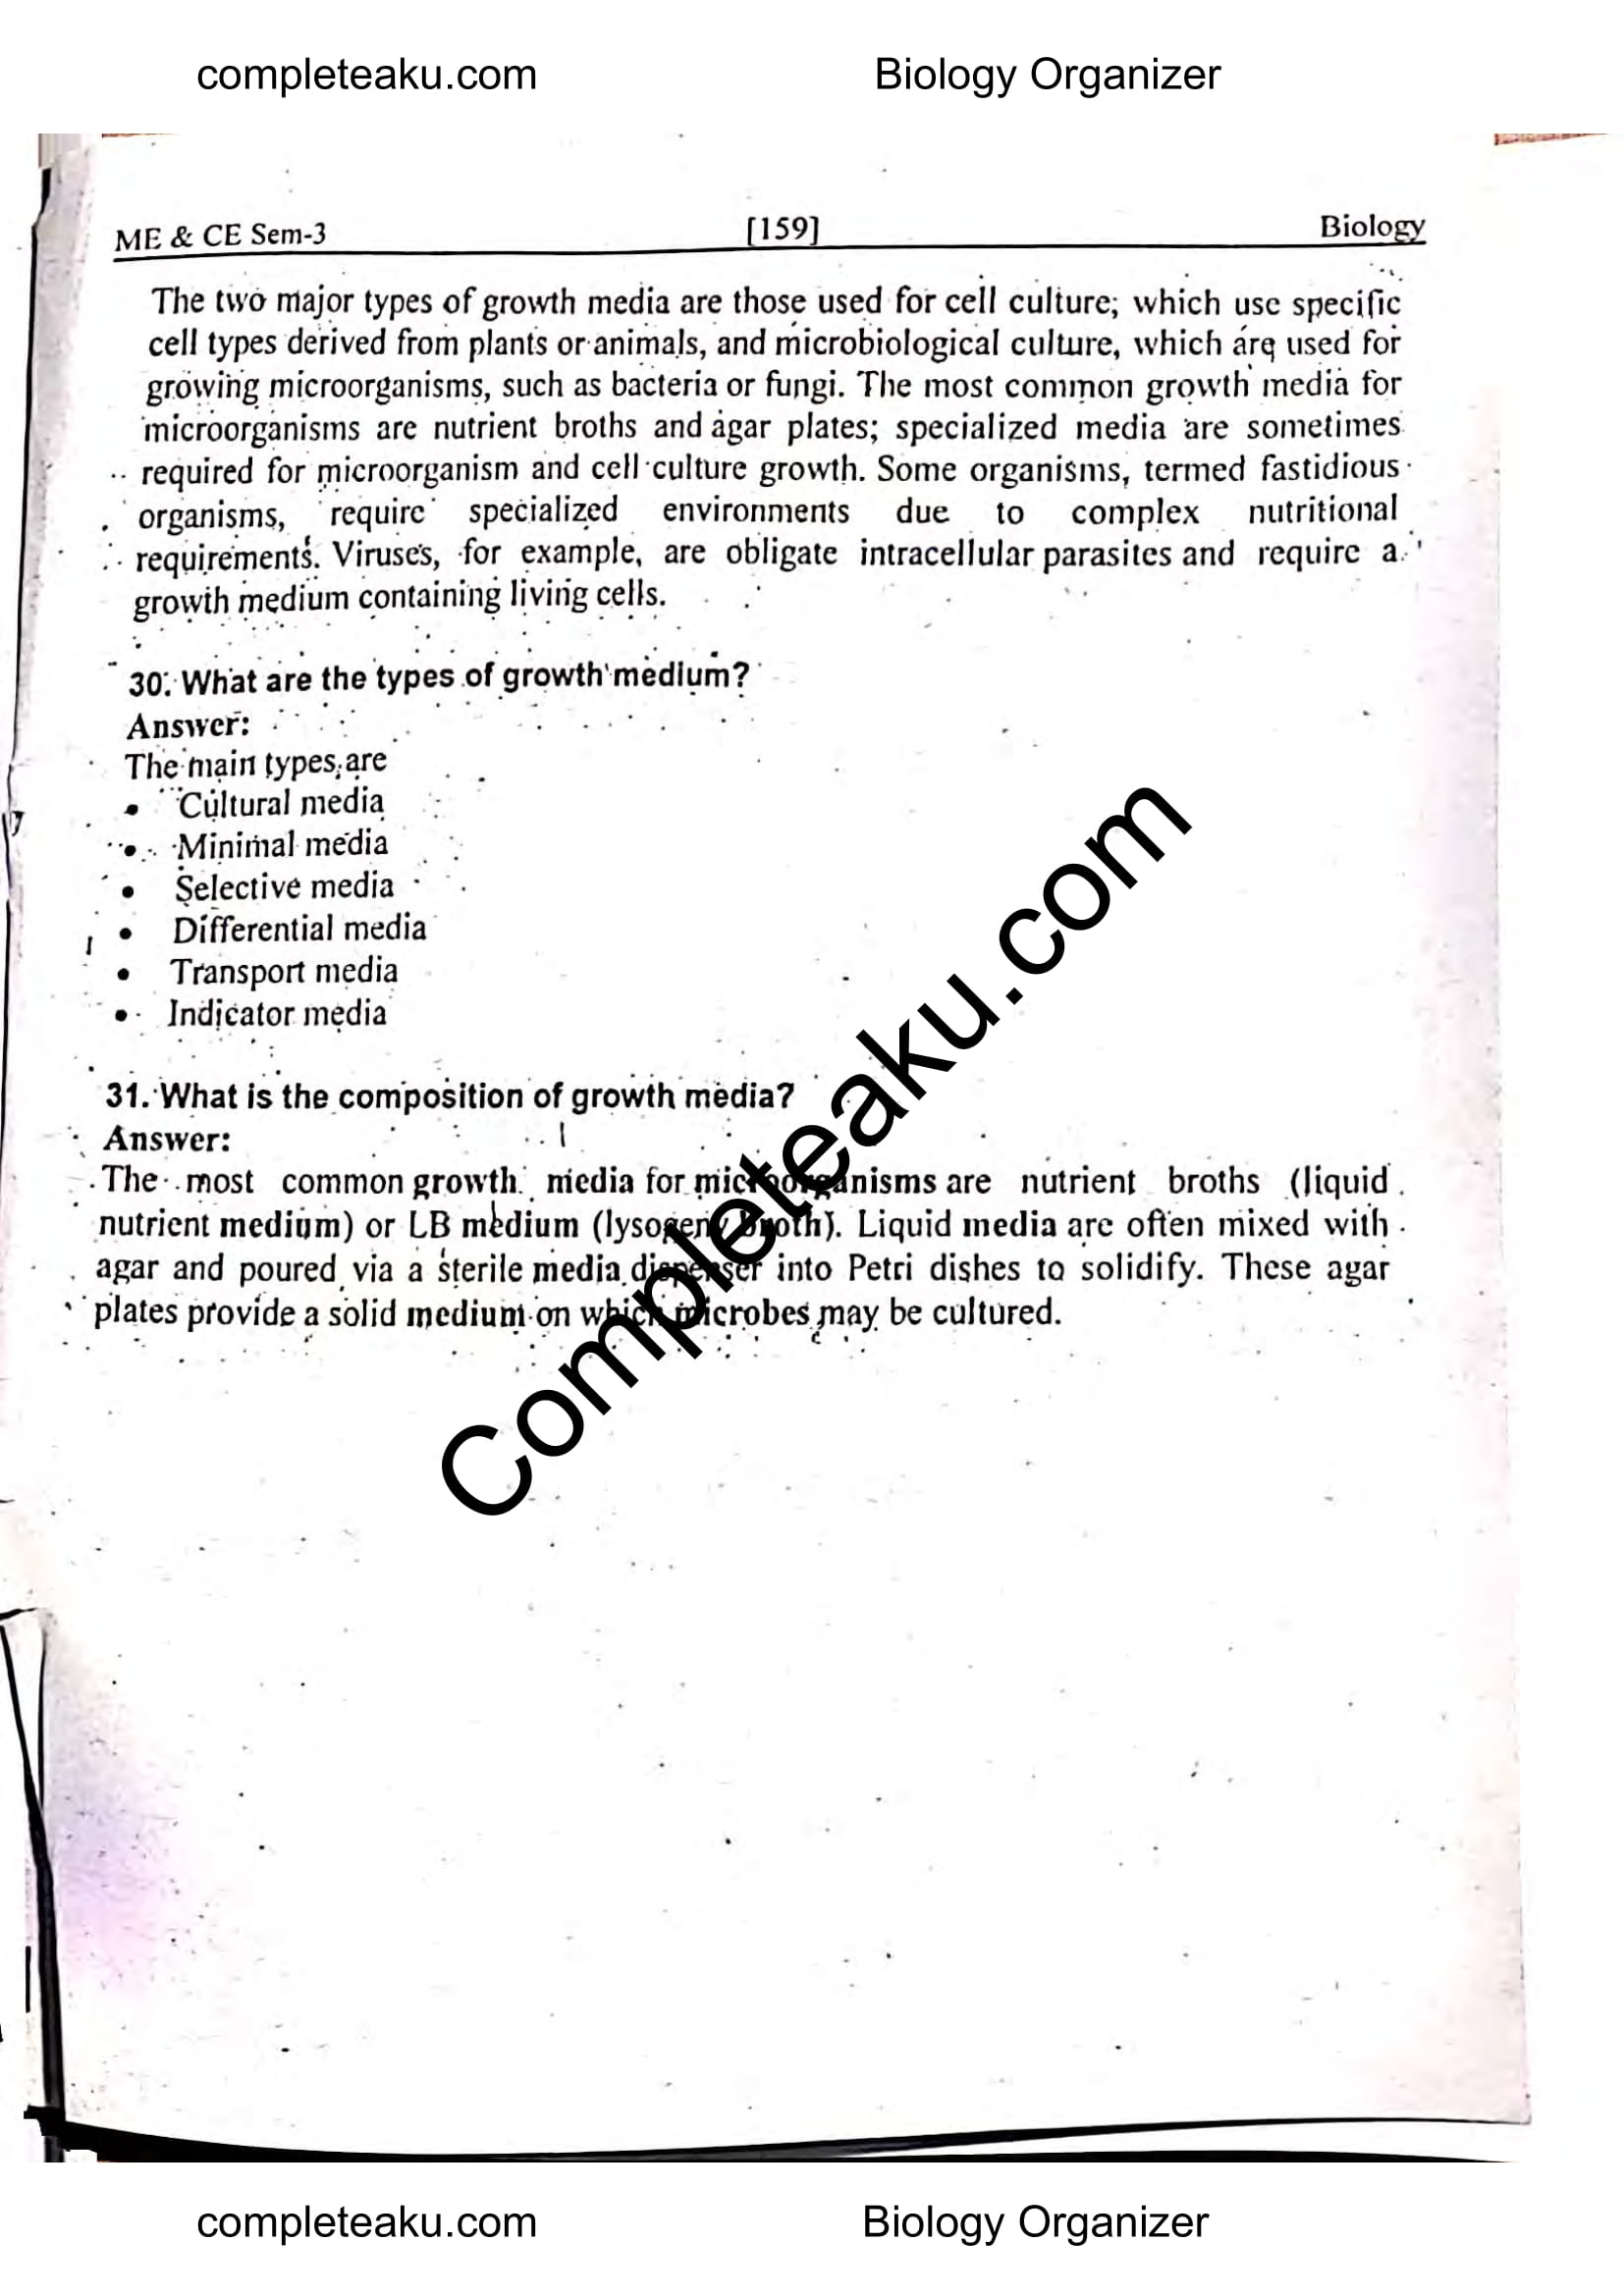 completeaku.com Biology Organizer
ME & CE Sem-3 [159] Biology
The two major types of growth media are those used for cell culture; which use specific
cell types derived from plants or animals, and microbiological culture, which are used for
growing microorganisms, such as bacteria or fungi. The most common growth media for
microorganisms are nutrient broths and agar plates; specialized media are sometimes
required for microorganism and cell culture growth. Some organisms, termed fastidious
organisms, require specialized environments due to complex nutritional
requirements. Viruses, for example, are obligate intracellular parasites and require a
growth medium containing living cells.
30. What are the types of growth medium?
Answer:
The main types are
• Cultural media
• Minimal media
• Selective media
• Differential media
• Transport media
• Indicator media
31. What is the composition of growth media?
Answer:
The most common growth media for microorganisms are nutrient broths (liquid
nutrient medium) or LB medium (lysogeny broth). Liquid media are often mixed with
agar and poured via a sterile media dispenser into Petri dishes to solidify. These agar
plates provide a solid medium on which microbes may be cultured.
Completeaku.com
completeaku.com Biology Organizer